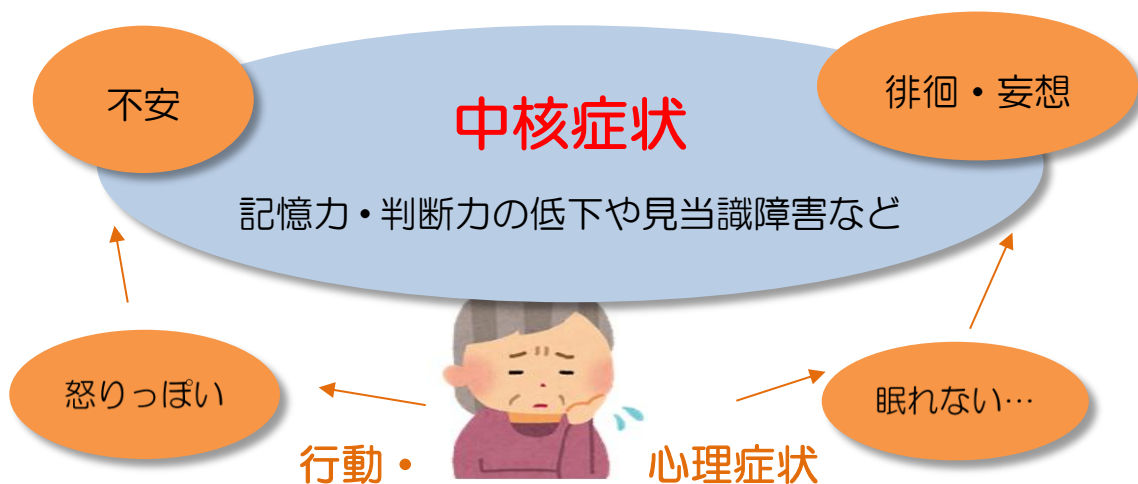 不安
徘徊・妄想
中核症状
記憶力・判断力の低下や見当識障害など
怒りっぽい
眠れない…
行動・心理症状